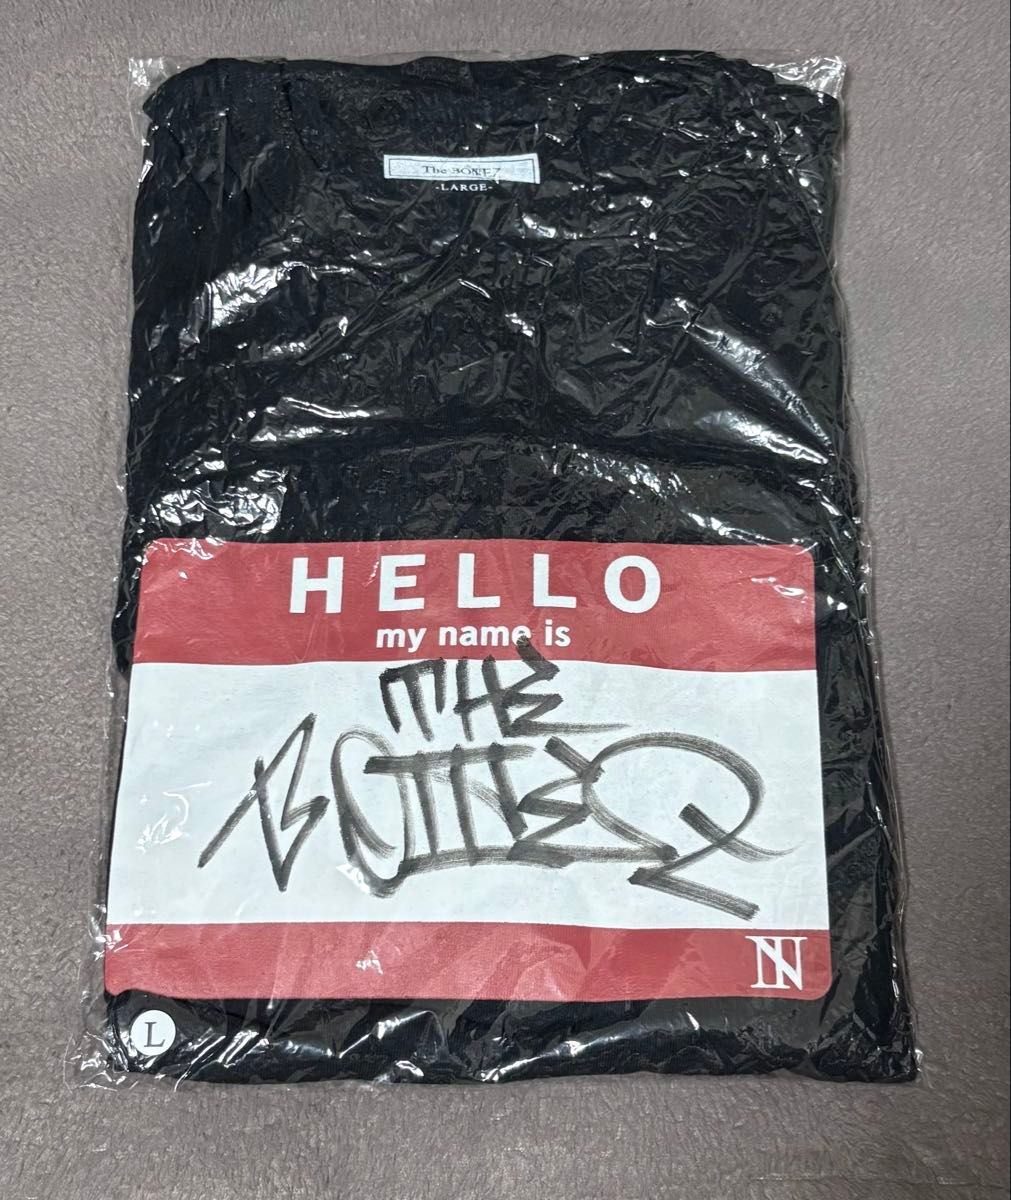 The BONEZ
-LARGE-
HELLO
my name is
THE
BONEZ
L